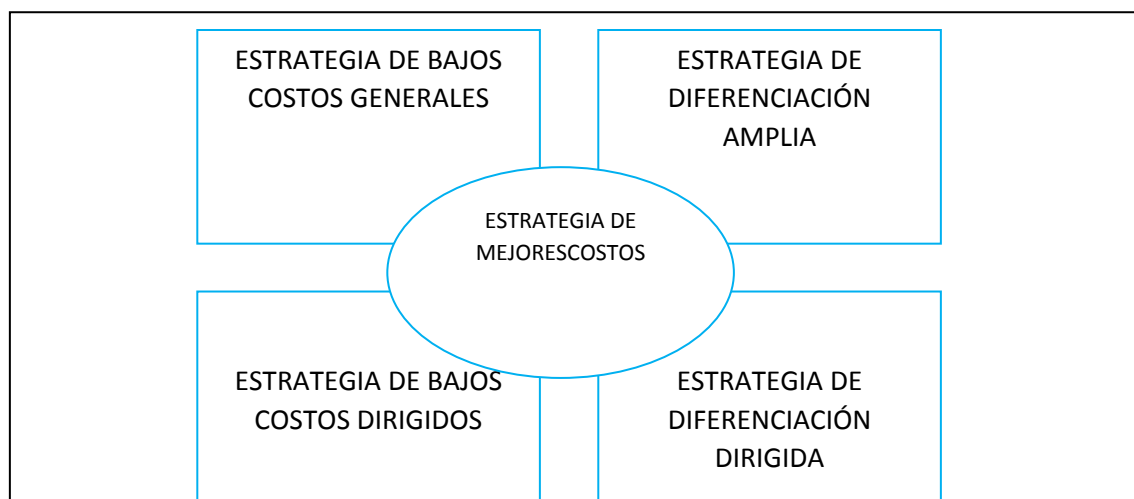 ESTRATEGIA DE BAJOS
COSTOS GENERALES
ESTRATEGIA DE
DIFERENCIACIÓN
AMPLIA
ESTRATEGIA DE
MEJORESCOSTOS
ESTRATEGIA DE BAJOS
COSTOS DIRIGIDOS
ESTRATEGIA DE
DIFERENCIACIÓN
DIRIGIDA